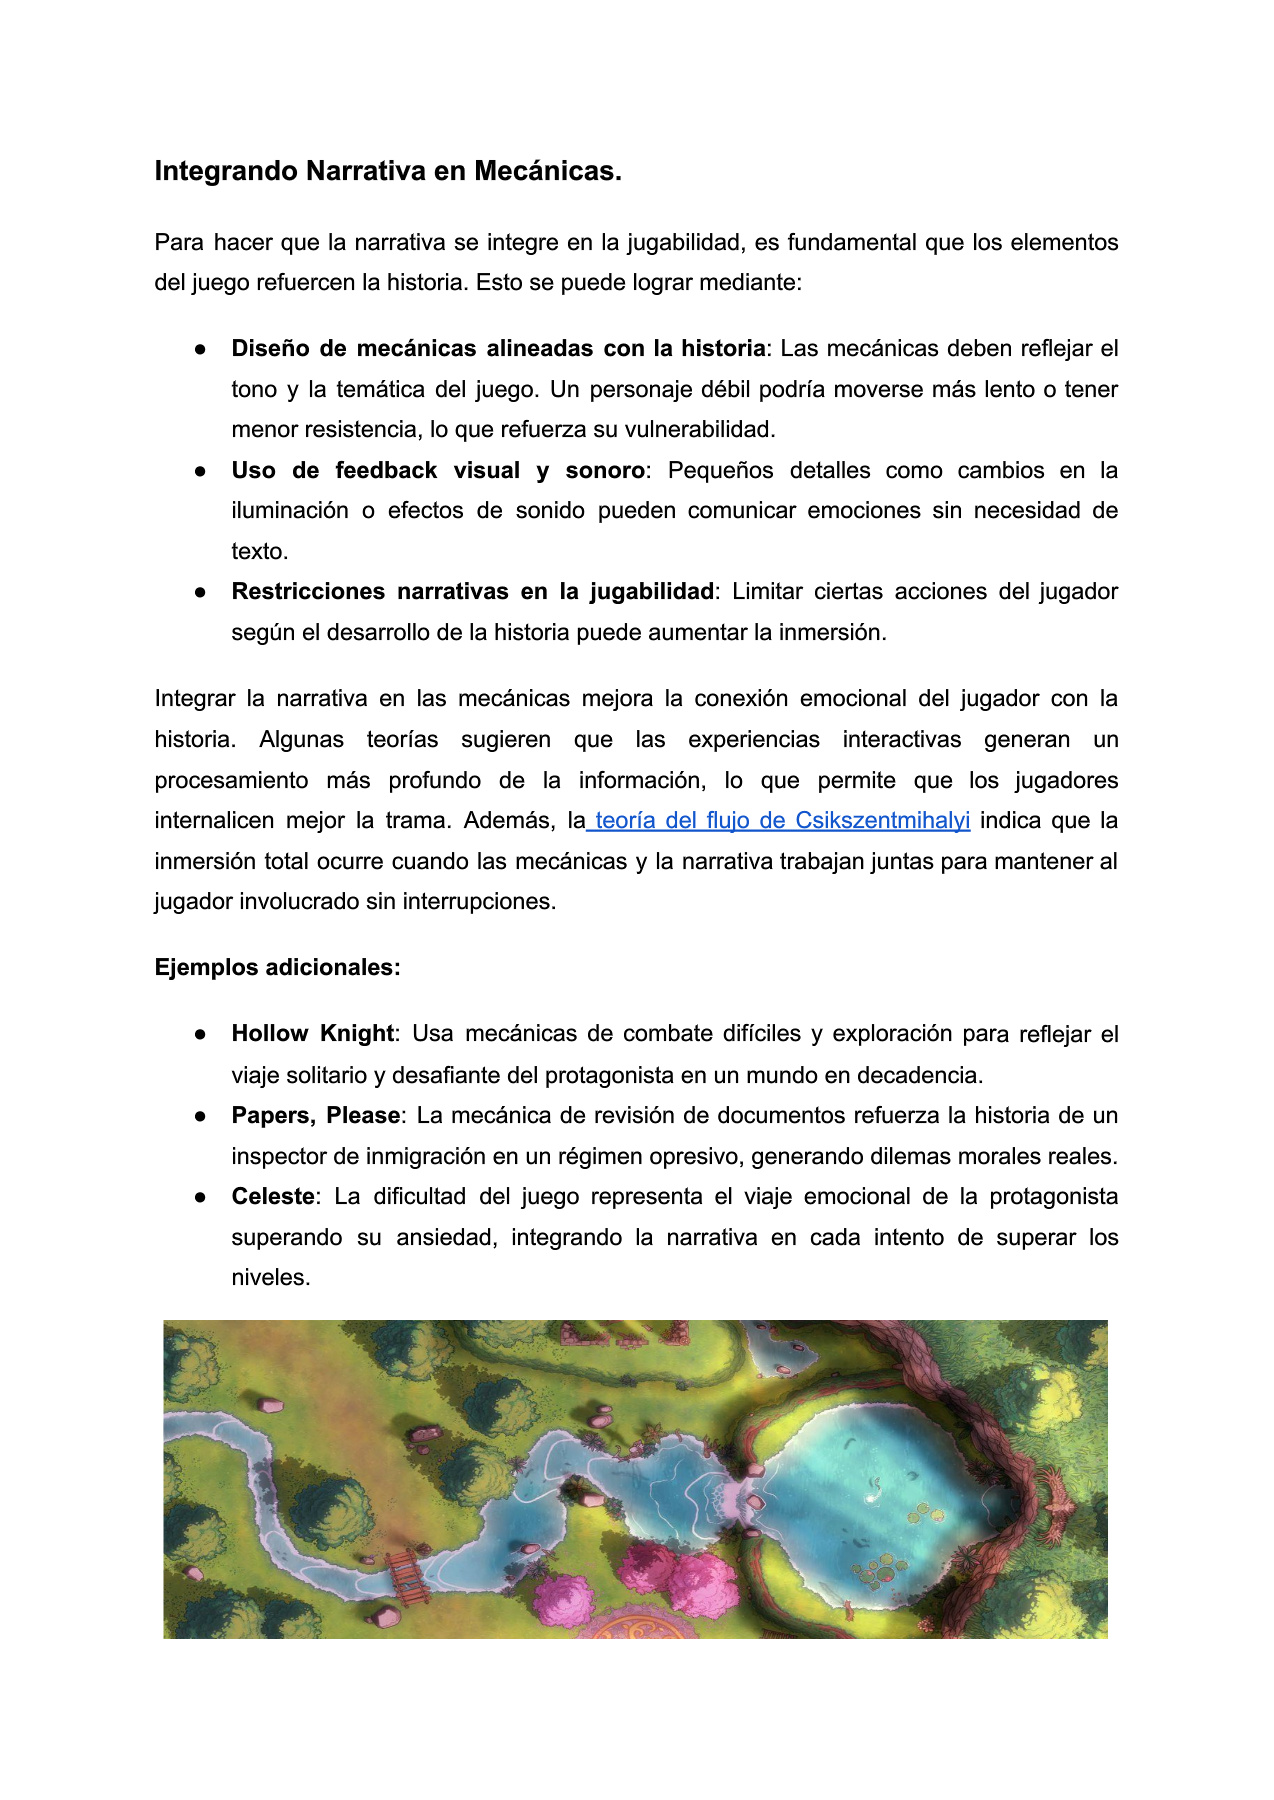 Integrando Narrativa en Mecánicas.
Para hacer que la narrativa se integre en la jugabilidad, es fundamental que los elementos
del juego refuercen la historia. Esto se puede lograr mediante:
● Diseño de mecánicas alineadas con la historia: Las mecánicas deben reflejar el
tono y la temática del juego. Un personaje débil podría moverse más lento o tener
menor resistencia, lo que refuerza su vulnerabilidad.
● Uso de feedback visual y sonoro: Pequeños detalles como cambios en la
iluminación o efectos de sonido pueden comunicar emociones sin necesidad de
texto.
● Restricciones narrativas en la jugabilidad: Limitar ciertas acciones del jugador
según el desarrollo de la historia puede aumentar la inmersión.
Integrar la narrativa en las mecánicas mejora la conexión emocional del jugador con la
historia. Algunas teorías sugieren que las experiencias interactivas generan un
procesamiento más profundo de la información, lo que permite que los jugadores
internalicen mejor la trama. Además, la teoría del flujo de Csikszentmihalyi indica que la
inmersión total ocurre cuando las mecánicas y la narrativa trabajan juntas para mantener al
jugador involucrado sin interrupciones.
Ejemplos adicionales:
● Hollow Knight: Usa mecánicas de combate difíciles y exploración para reflejar el
viaje solitario y desafiante del protagonista en un mundo en decadencia.
● Papers, Please: La mecánica de revisión de documentos refuerza la historia de un
inspector de inmigración en un régimen opresivo, generando dilemas morales reales.
● Celeste: La dificultad del juego representa el viaje emocional de la protagonista
superando su ansiedad, integrando la narrativa en cada intento de superar los
niveles.